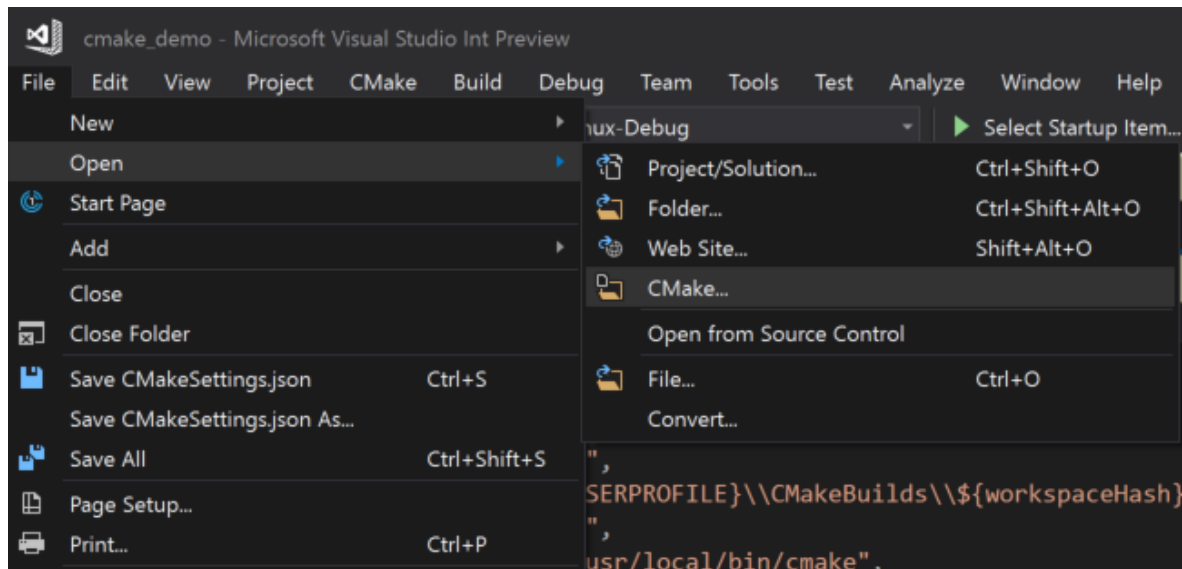 cmake_demo - Microsoft Visual Studio Int Preview
File Edit View Project CMake Build Debug Team Tools Test Analyze Window Help
New
nux-Debug
Select Startup Item...
Open
Project/Solution... Ctrl+Shift+O
Start Page
Folder... Ctrl+Shift+Alt+O
Add
Web Site... Shift+Alt+O
Close
CMake...
Close Folder
Open from Source Control
Save CMakeSettings.json Ctrl+S
File... Ctrl+O
Save CMakeSettings.json As...
Convert...
Save All Ctrl+Shift+S
",
Page Setup...
SERPROFILE}\\CMakeBuilds\\${workspaceHash}
",
Print... Ctrl+P
usr/local/bin/cmake",